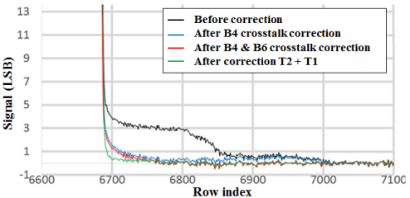 13
11
9
7
5
3
1
-1
Signal (LSB)
Before correction
After B4 crosstalk correction
After B4 & B6 crosstalk correction
After correction T2 + T1
6600 6700 6800 6900 7000 7100
Row index